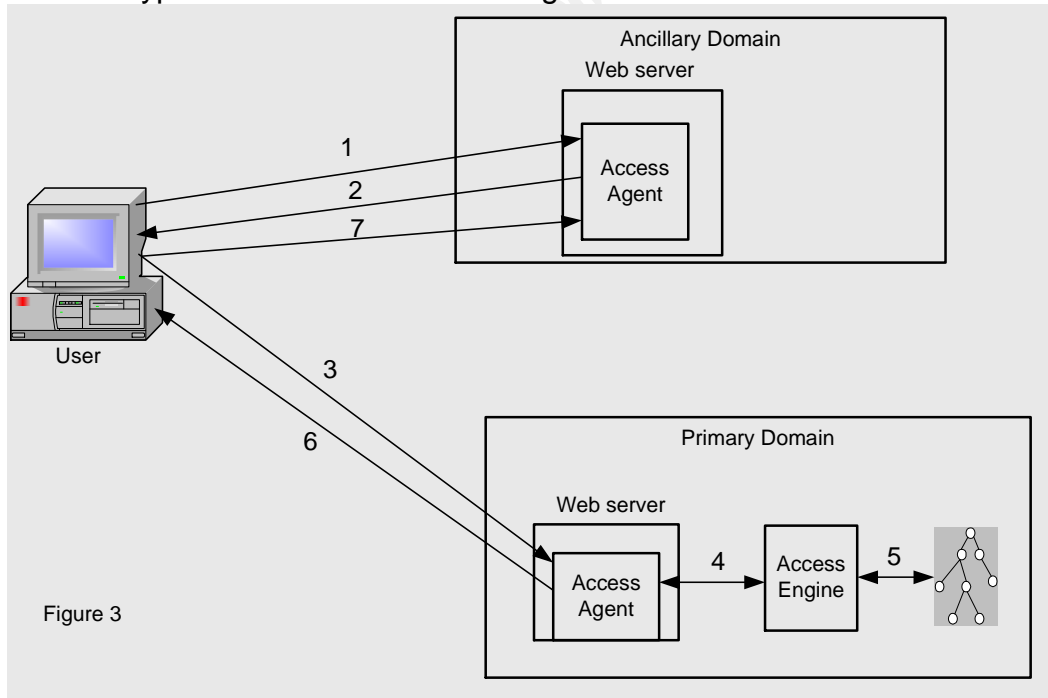 Ancillary Domain
Web server
1
Access
Agent
2
7
User
3
6
Primary Domain
Web server
Access
Agent
4
Access
Engine
5
Figure 3